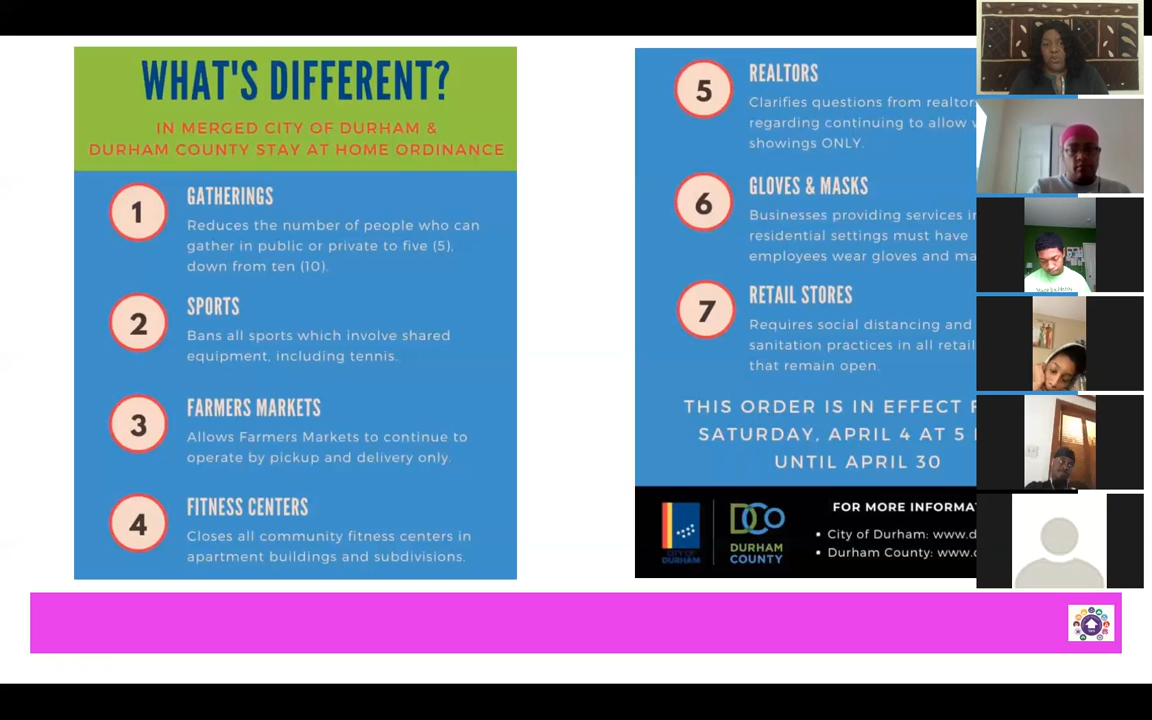 WHAT'S DIFFERENT?
IN MERGED CITY OF DURHAM &
DURHAM COUNTY STAY AT HOME ORDINANCE
1
GATHERINGS
Reduces the number of people who can
gather in public or private to five (5),
down from ten (10).
2
SPORTS
Bans all sports which involve shared
equipment, including tennis.
3
FARMERS MARKETS
Allows Farmers Markets to continue to
operate by pickup and delivery only.
4
FITNESS CENTERS
Closes all community fitness centers in
apartment buildings and subdivisions.
5
REALTORS
Clarifies questions from
regarding continuing to allow
showings ONLY.
6
GLOVES & MASKS
Businesses providing services
residential settings must have
employees wear gloves and
7
RETAIL STORES
Requires social distancing and
sanitation practices in all retail
that remain open.
THIS ORDER IS IN EFFECT
SATURDAY, APRIL 4 AT 5
UNTIL APRIL 30
CITY OF
DURHAM
DCo
DURHAM
COUNTY
FOR MORE
• City of Durham:
• Durham County: